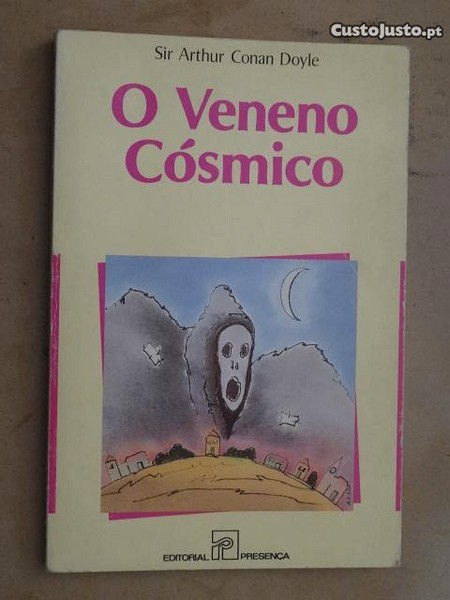 CustoJusto.pt
Sir Arthur Conan Doyle
O Veneno
Cósmico
EDITORIAL PRESENÇA